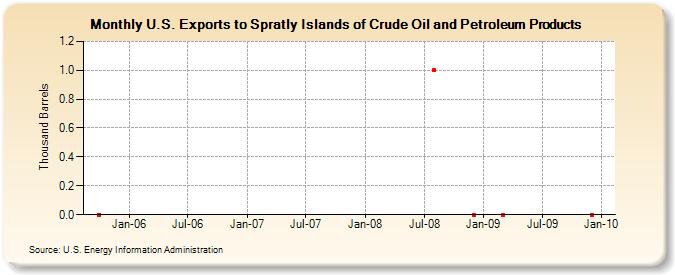 Monthly U.S. Exports to Spratly Islands of Crude Oil and Petroleum Products
Thousand Barrels
1.2
1.0
0.8
0.6
0.4
0.2
0.0
Jan-06 Jul-06 Jan-07 Jul-07 Jan-08 Jul-08 Jan-09 Jul-09 Jan-10
Source: U.S. Energy Information Administration